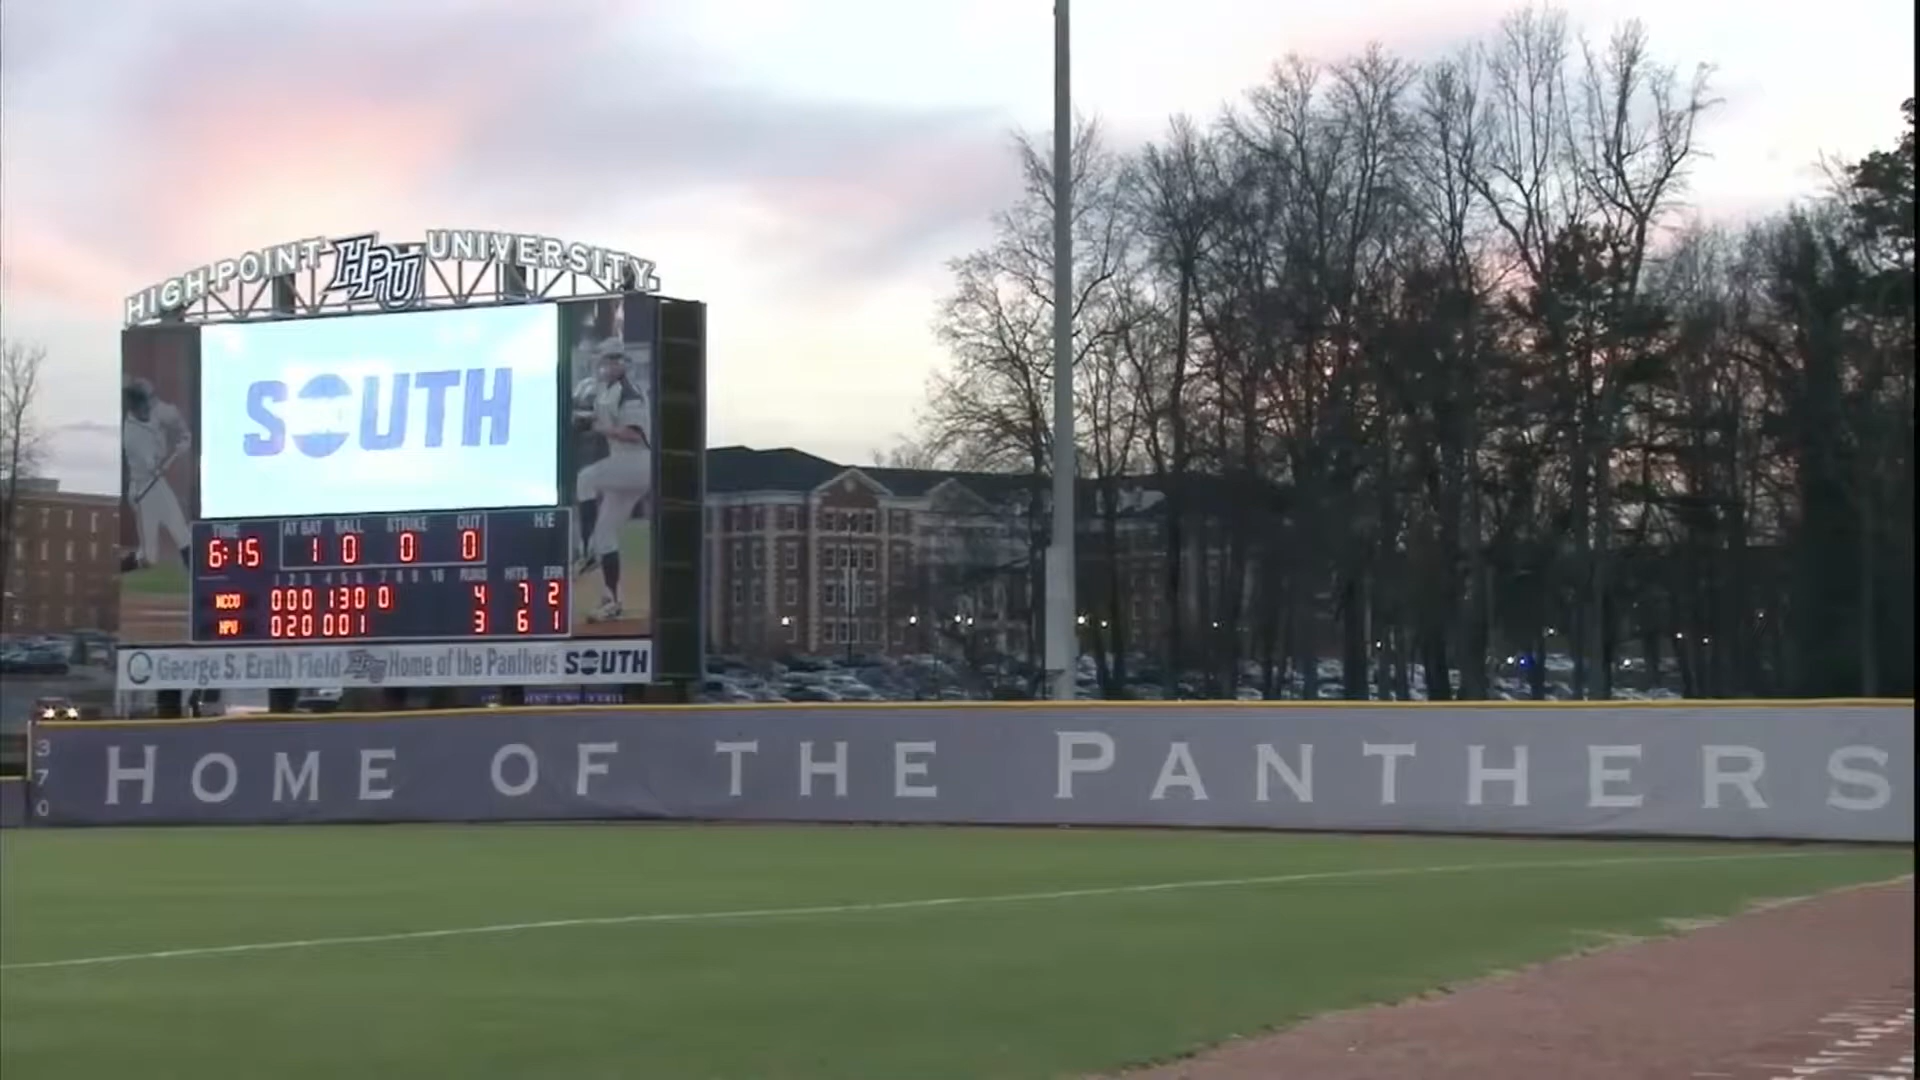 HIGH POINT HPU UNIVERSITY
SOUTH
TIME AT BAT BALL STRIKE OUT H/E
6:15 1 0 0 0
1 2 3 4 5 6 7 8 9 10 RUNS HITS ERR
NCCU 0 0 0 1 3 0 0 4 7 2
HPU 0 2 0 0 0 1 3 6 1
George S. Erath Field HPU Home of the Panthers SOUTH
370
HOME OF THE PANTHERS